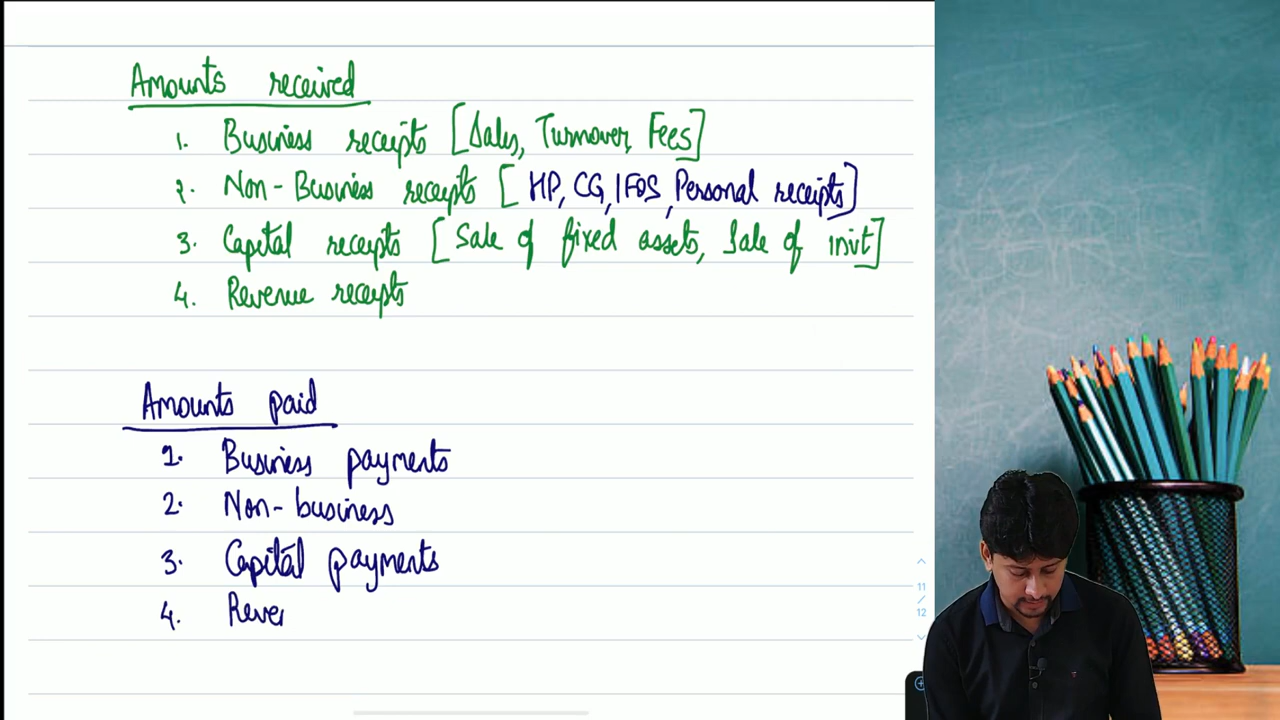 Amounts received
1. Business receipts [Sales, Turnover, Fees]
2. Non-Business receipts [HP, CG, IFOS, Personal receipts]
3. Capital receipts [Sale of fixed assets, Sale of invt]
4. Revenue receipts
Amounts paid
1. Business payments
2. Non-business
3. Capital payments
4. Reve
11
/
12